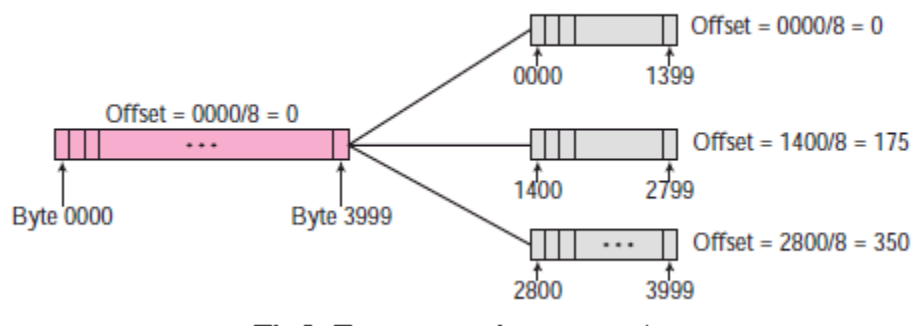 Offset = 0000/8 = 0
0000 1399
Offset = 0000/8 = 0
...
Byte 0000 Byte 3999
Offset = 1400/8 = 175
1400 2799
Offset = 2800/8 = 350
...
2800 3999